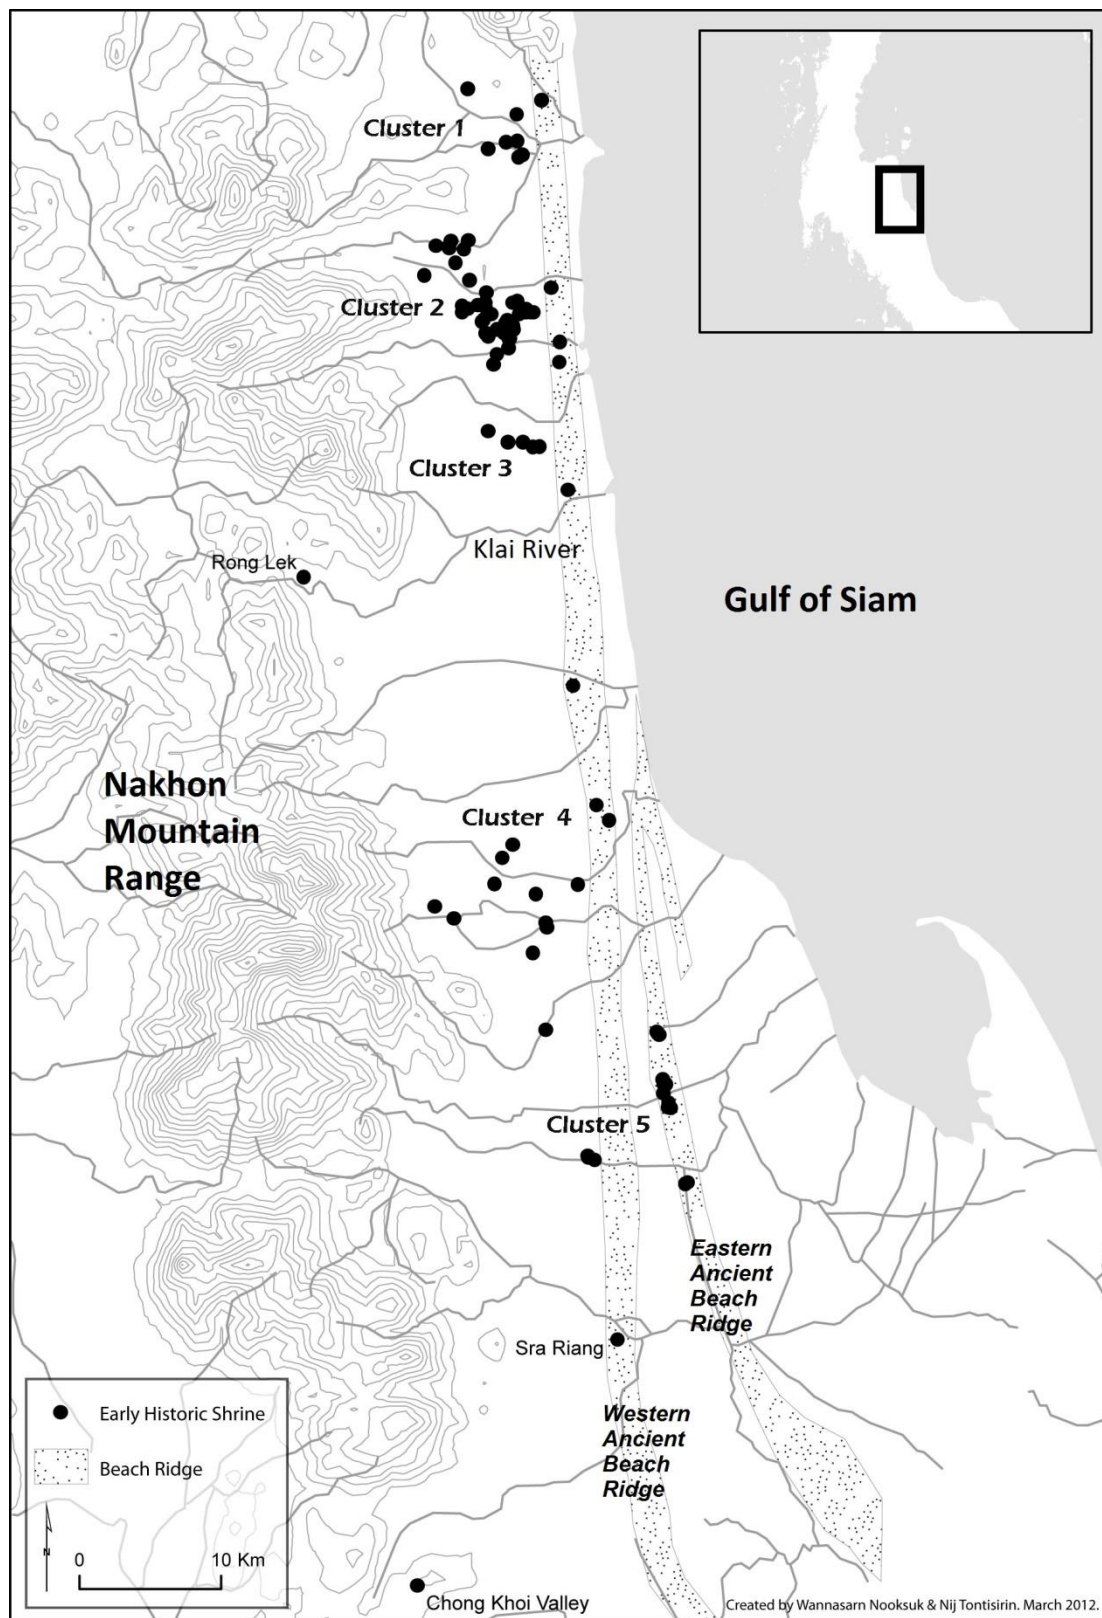 Cluster 1
Cluster 2
Cluster 3
Klai River
Rong Lek
Gulf of Siam
Nakhon
Mountain
Range
Cluster 4
Cluster 5
Eastern
Ancient
Beach
Ridge
Sra Riang
Western
Ancient
Beach
Ridge
Early Historic Shrine
Beach Ridge
N
0 10 Km
Chong Khoi Valley
Created by Wannasarn Nooksuk & Nij Tontisirin. March 2012.